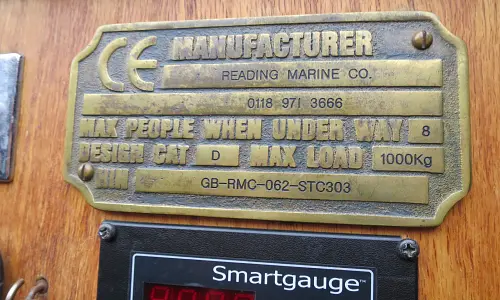 CE MANUFACTURER
READING MARINE CO.
0118 971 3666
MAX PEOPLE WHEN UNDER WAY 8
DESIGN CAT D MAX LOAD 1000Kg
HIN GB-RMC-062-STC303
Smartgauge™